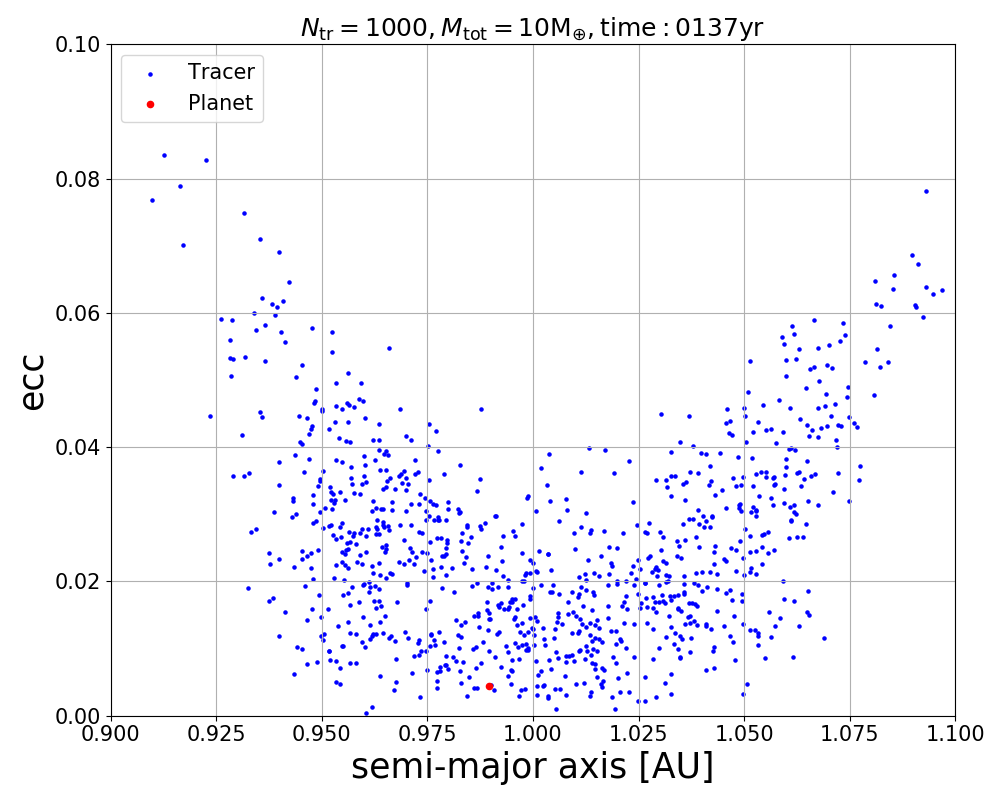 N_tr = 1000, M_tot = 10M_⊕, time : 0137yr
Tracer
Planet
0.10
0.08
0.06
0.04
0.02
0.00
ecc
0.900 0.925 0.950 0.975 1.000 1.025 1.050 1.075 1.100
semi-major axis [AU]